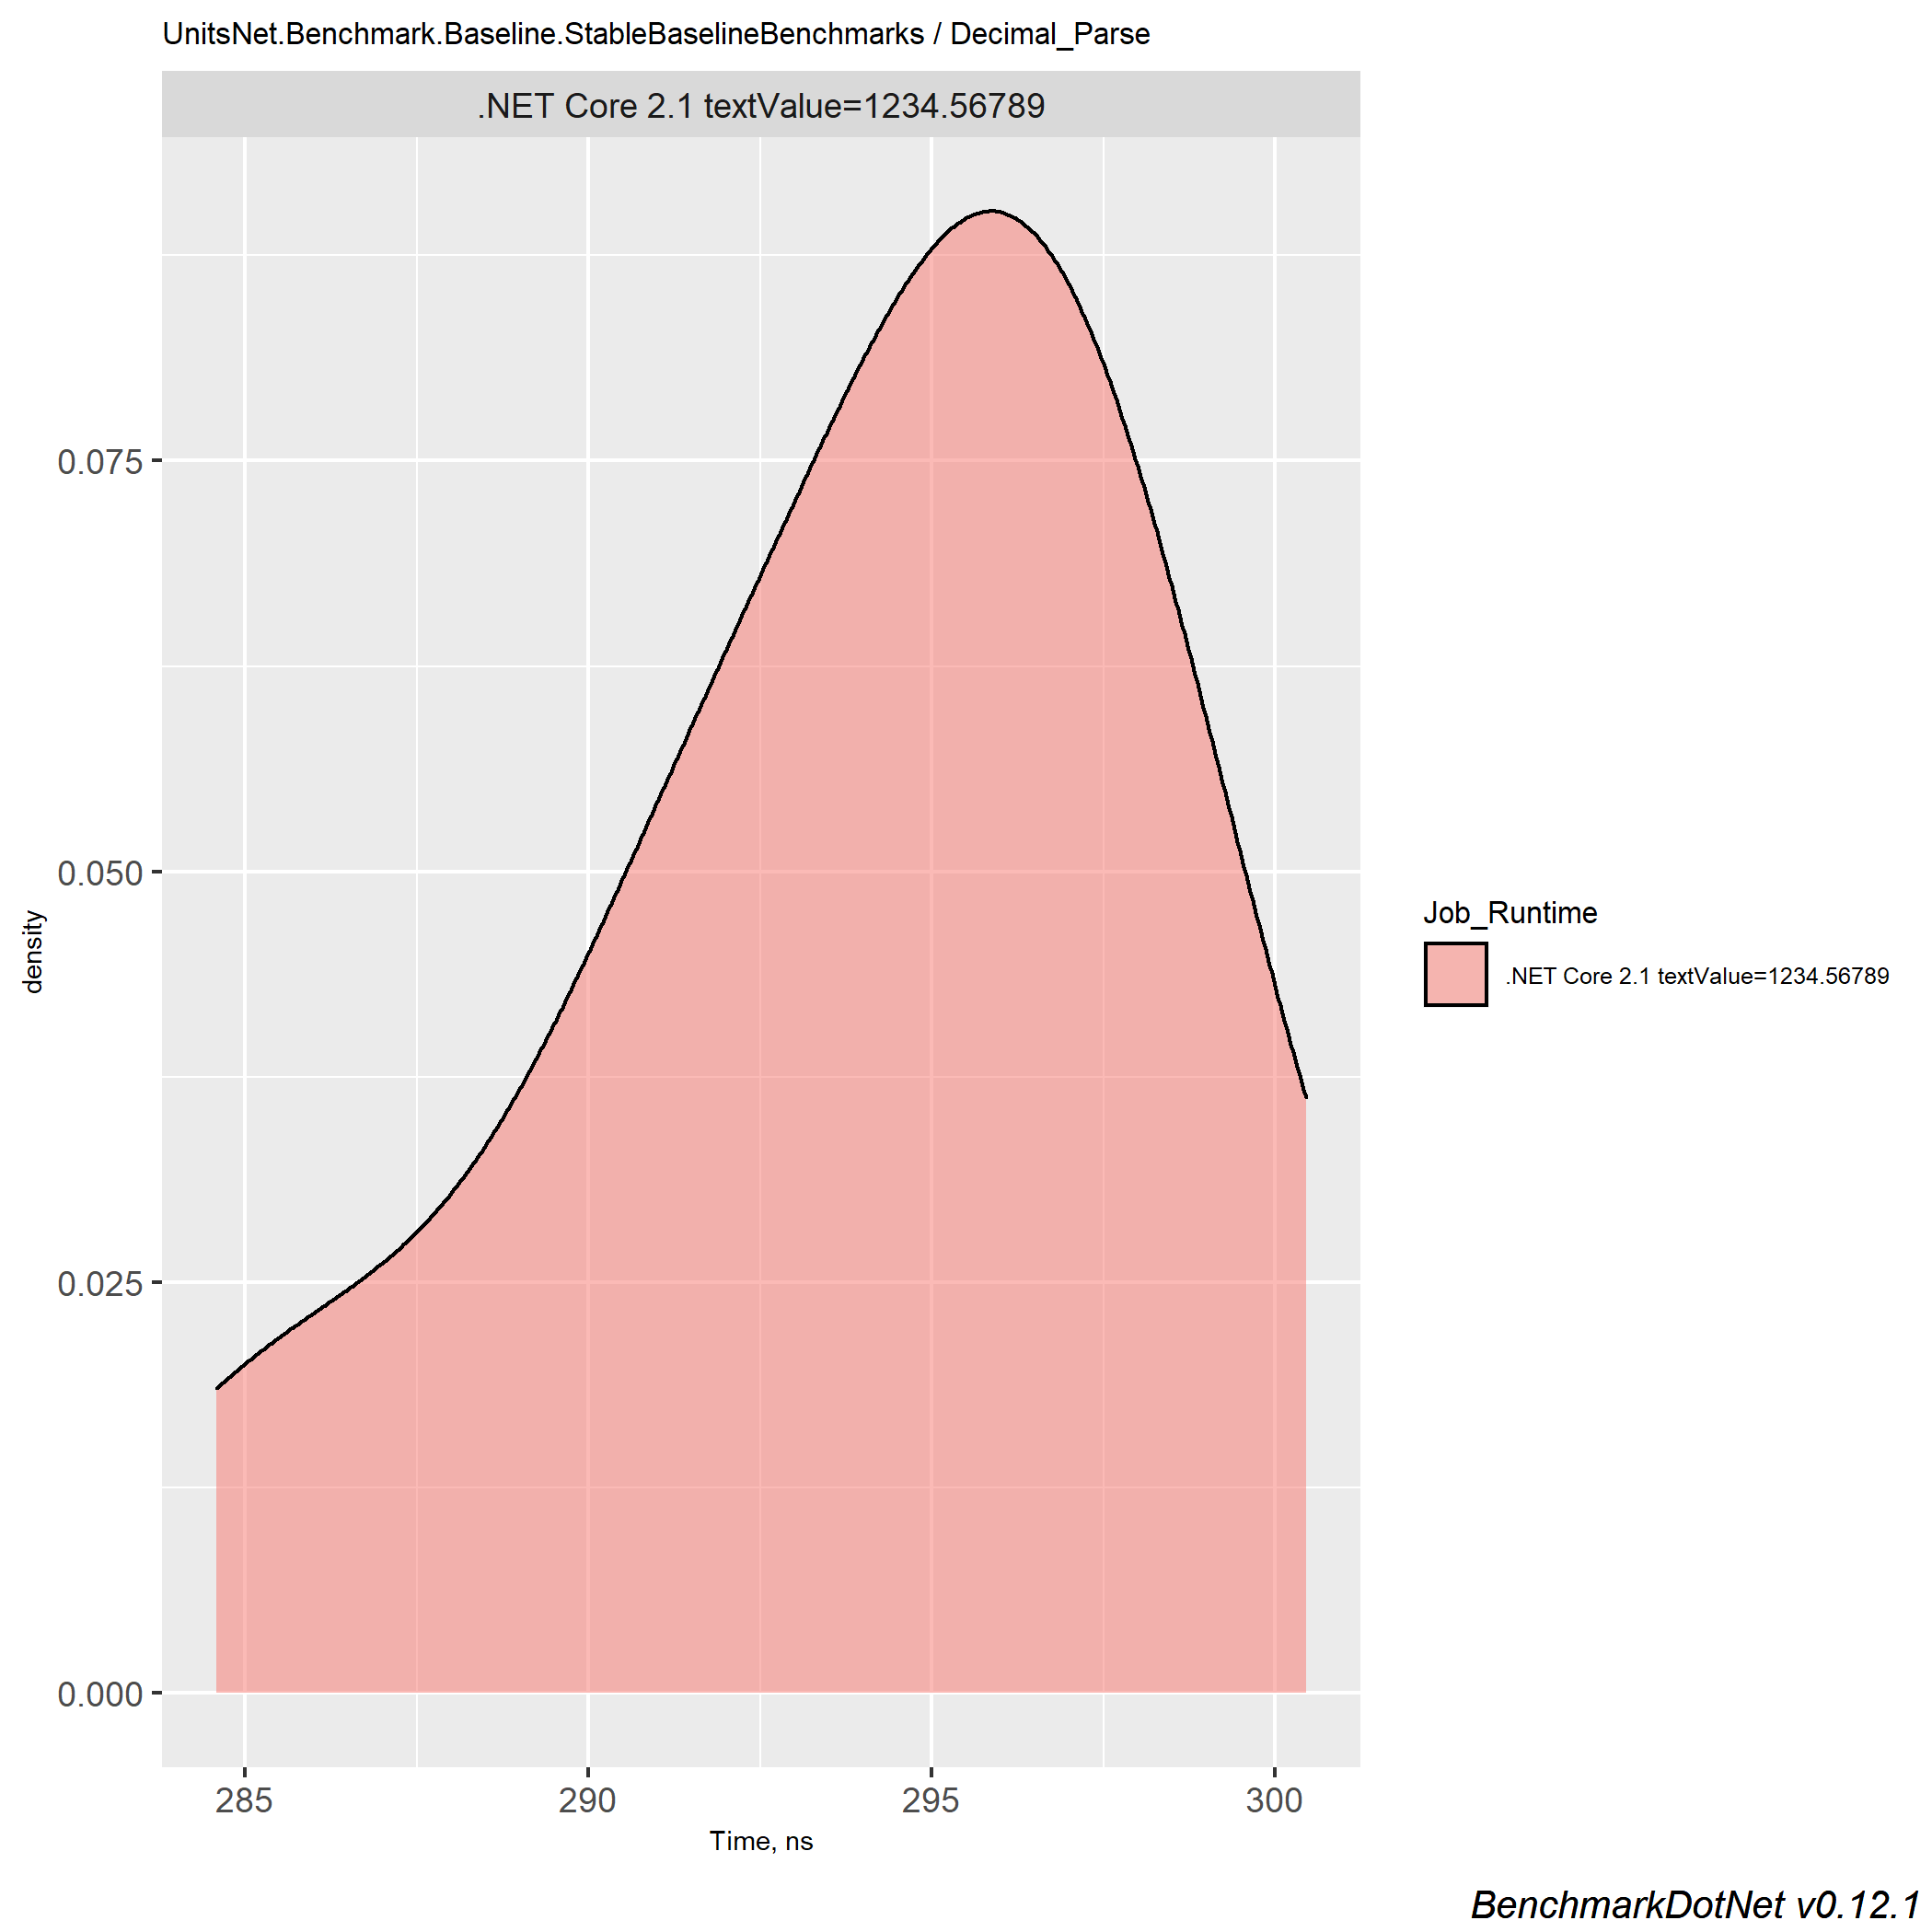 UnitsNet.Benchmark.Baseline.StableBaselineBenchmarks / Decimal_Parse
.NET Core 2.1 textValue=1234.56789
0.075
0.050
0.025
0.000
density
285 290 295 300
Time, ns
Job_Runtime
.NET Core 2.1 textValue=1234.56789
BenchmarkDotNet v0.12.1